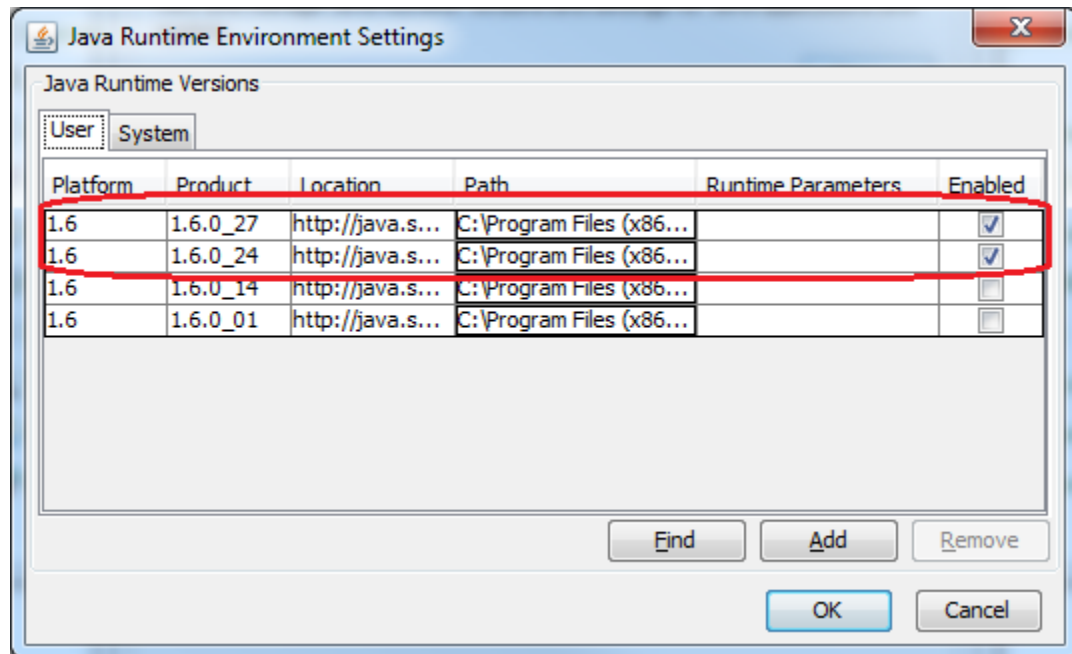 Java Runtime Environment Settings
Java Runtime Versions
User System
Platform Product Location Path Runtime Parameters Enabled
1.6 1.6.0_27 http://java.s... C:\Program Files (x86...
1.6 1.6.0_24 http://java.s... C:\Program Files (x86...
1.6 1.6.0_14 http://java.s... C:\Program Files (x86...
1.6 1.6.0_01 http://java.s... C:\Program Files (x86...
Find Add Remove
OK Cancel